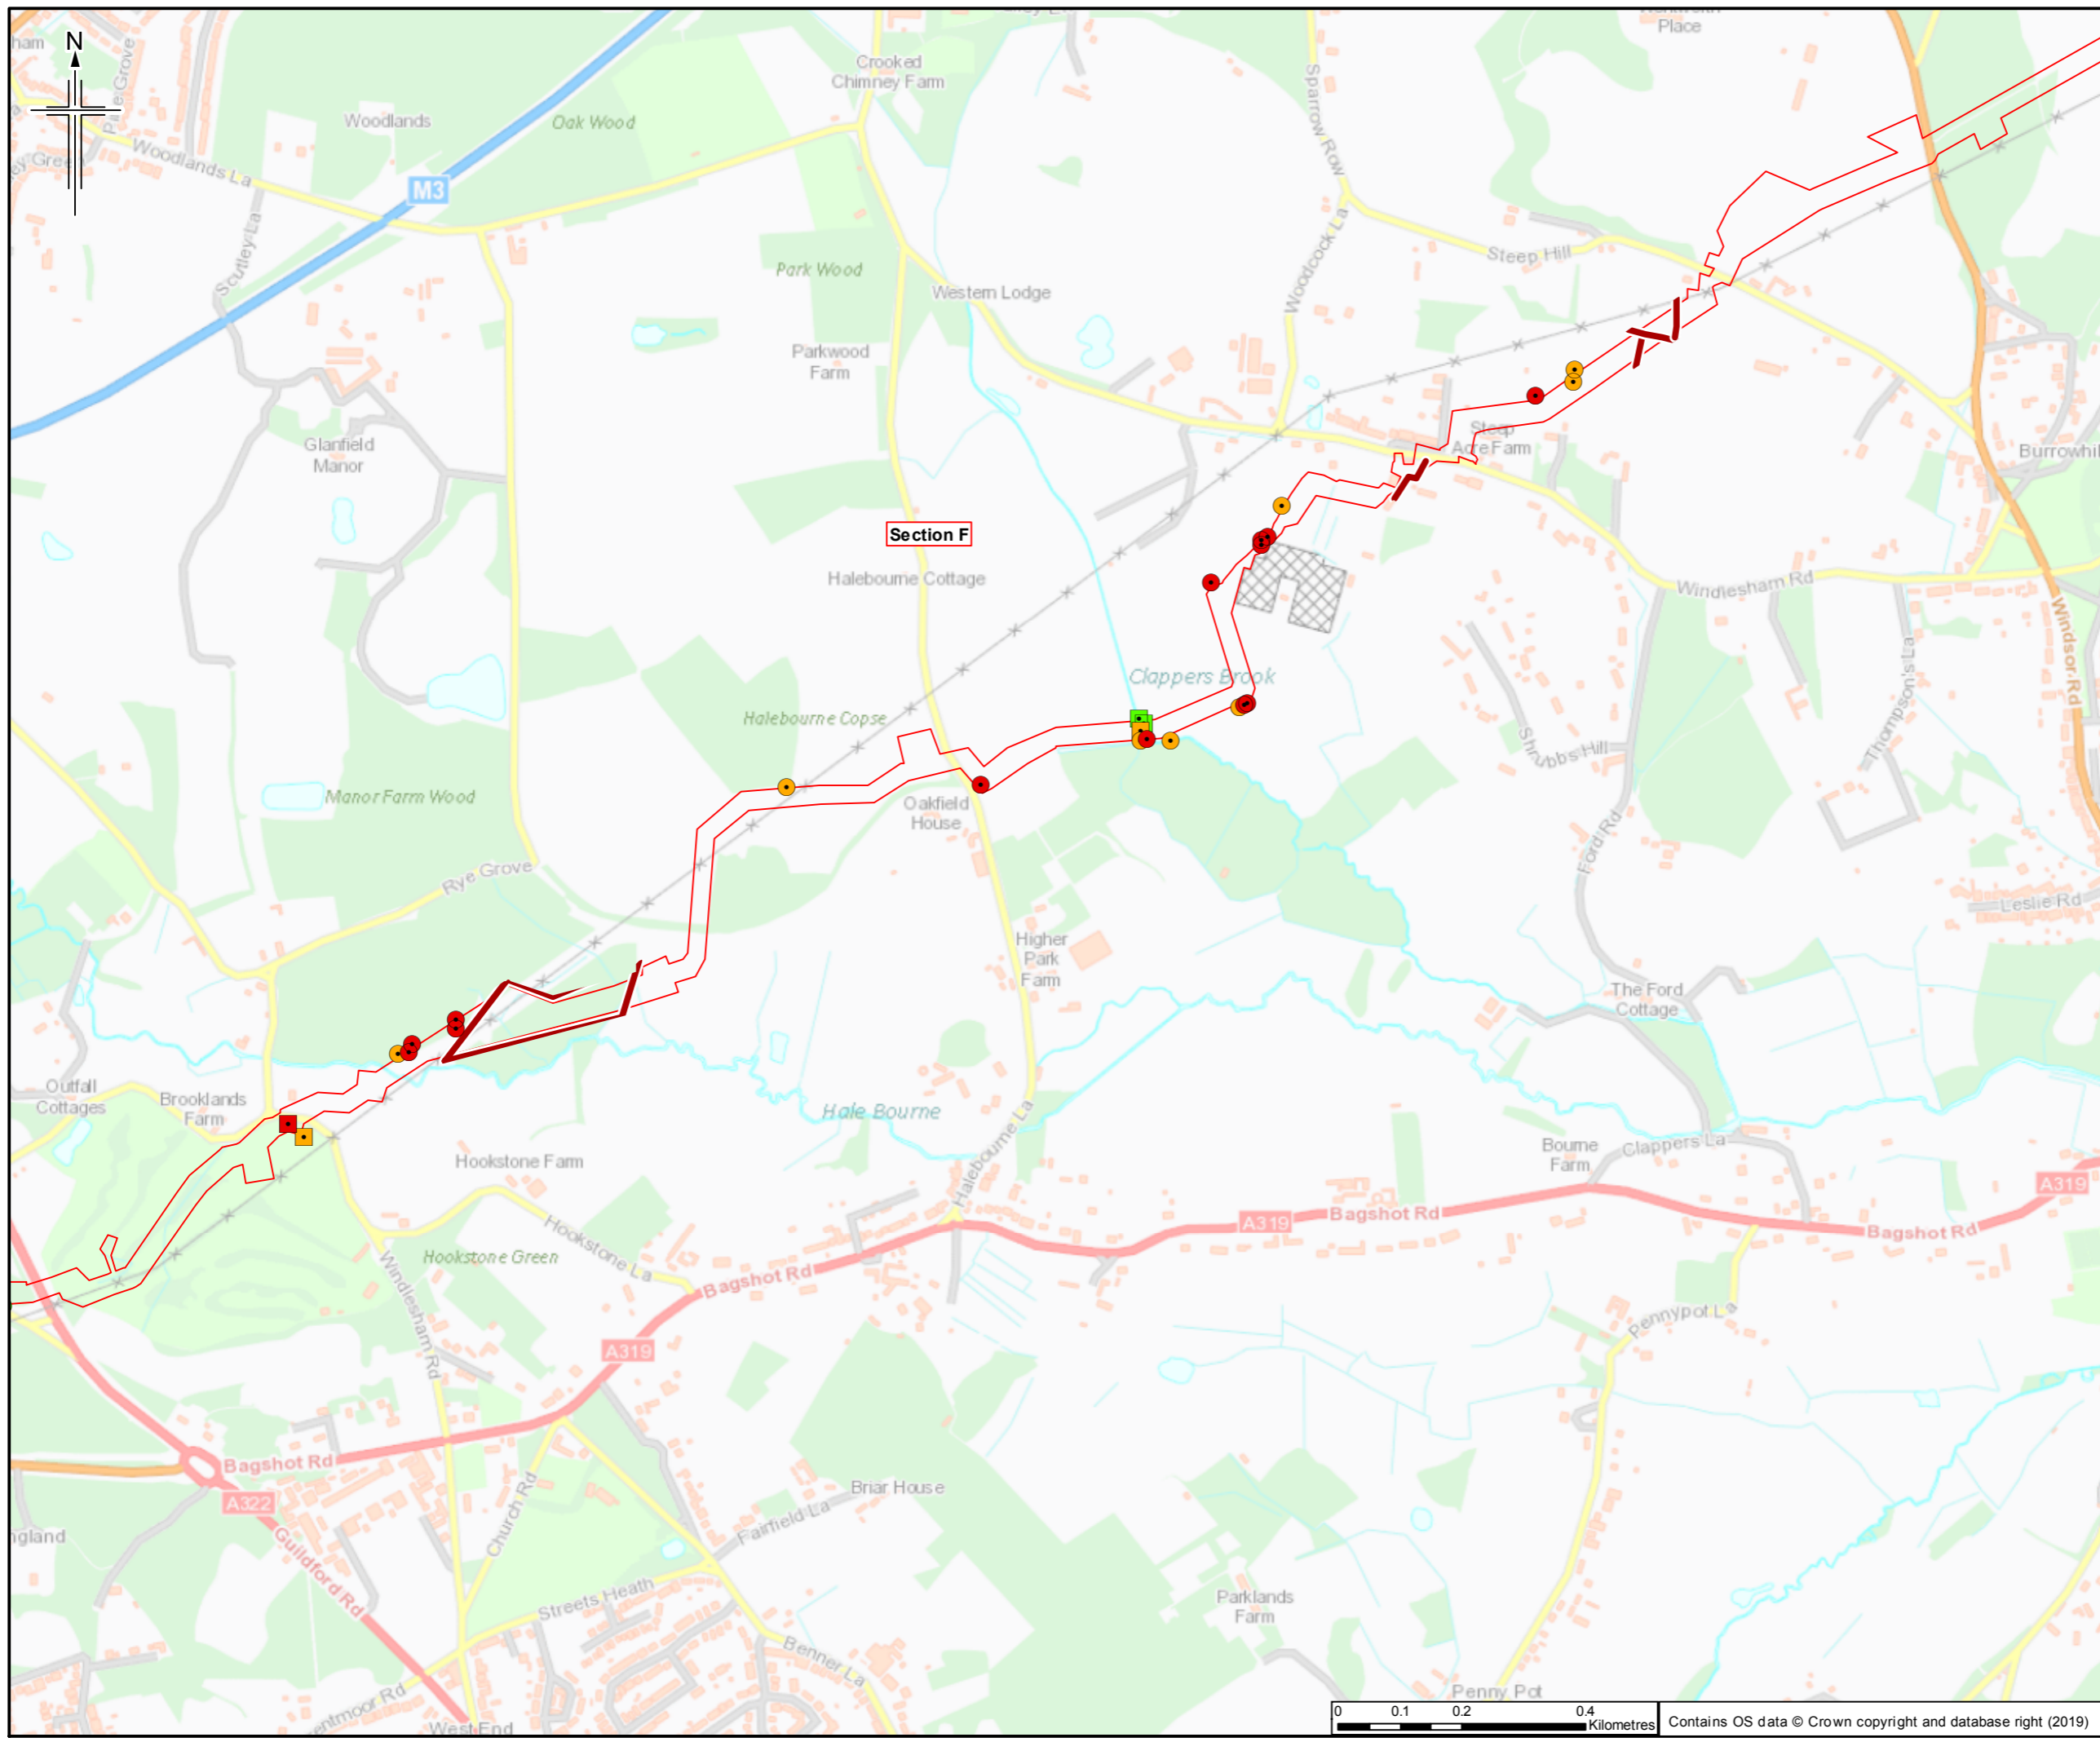 N
Place
Crooked
Chimney Farm
Pine Grove
Woodlands
Oak Wood
Woodlands La
M3
Sparrow Row
Scutley La
Park Wood
Western Lodge
Woodcock La
Steep Hill
Parkwood
Farm
Glanfield
Manor
Steep
Acre Farm
Section F
Halebourne Cottage
Windlesham Rd
Windsor Rd
Clappers Brook
Halebourne Copse
Shrubbs Hill
Thompson's La
Manor Farm Wood
Oakfield
House
Ford Rd
Rye Grove
Leslie Rd
Higher
Park
Farm
The Ford
Cottage
Outfall
Cottages
Brooklands
Farm
Hale Bourne
Halebourne La
Bourne
Farm
Clappers La
Hookstone Farm
A319
Bagshot Rd
A319
Bagshot Rd
Hookstone La
Hookstone Green
Windlesham Rd
Bagshot Rd
Pennypot La
A319
Bagshot Rd
A322
Guildford Rd
Church Rd
Briar House
Fairfield La
Streets Heath
Parklands
Farm
Benner La
Penny Pot
West End
0 0.1 0.2 0.4
Kilometres
Contains OS data © Crown copyright and database right (2019)